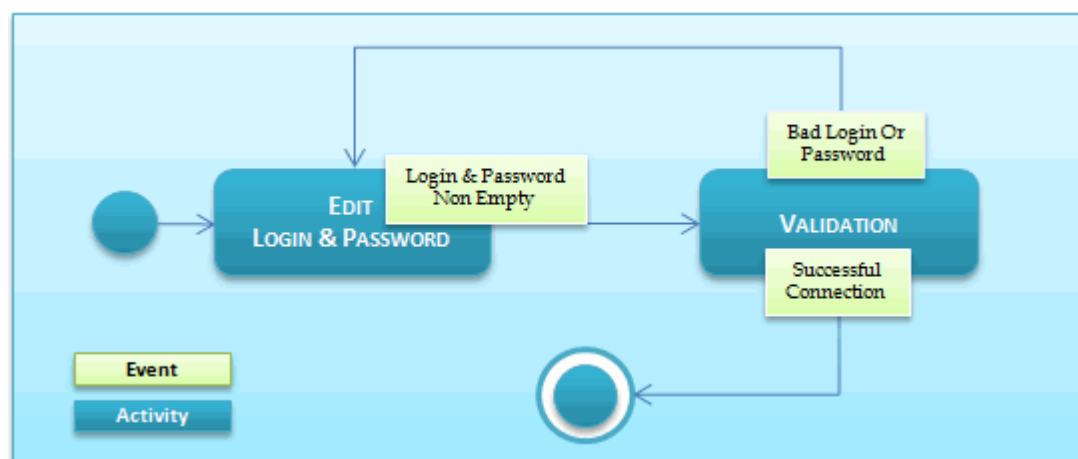 Bad Login Or
Password
Login & Password
Non Empty
EDIT
LOGIN & PASSWORD
VALIDATION
Successful
Connection
Event
Activity